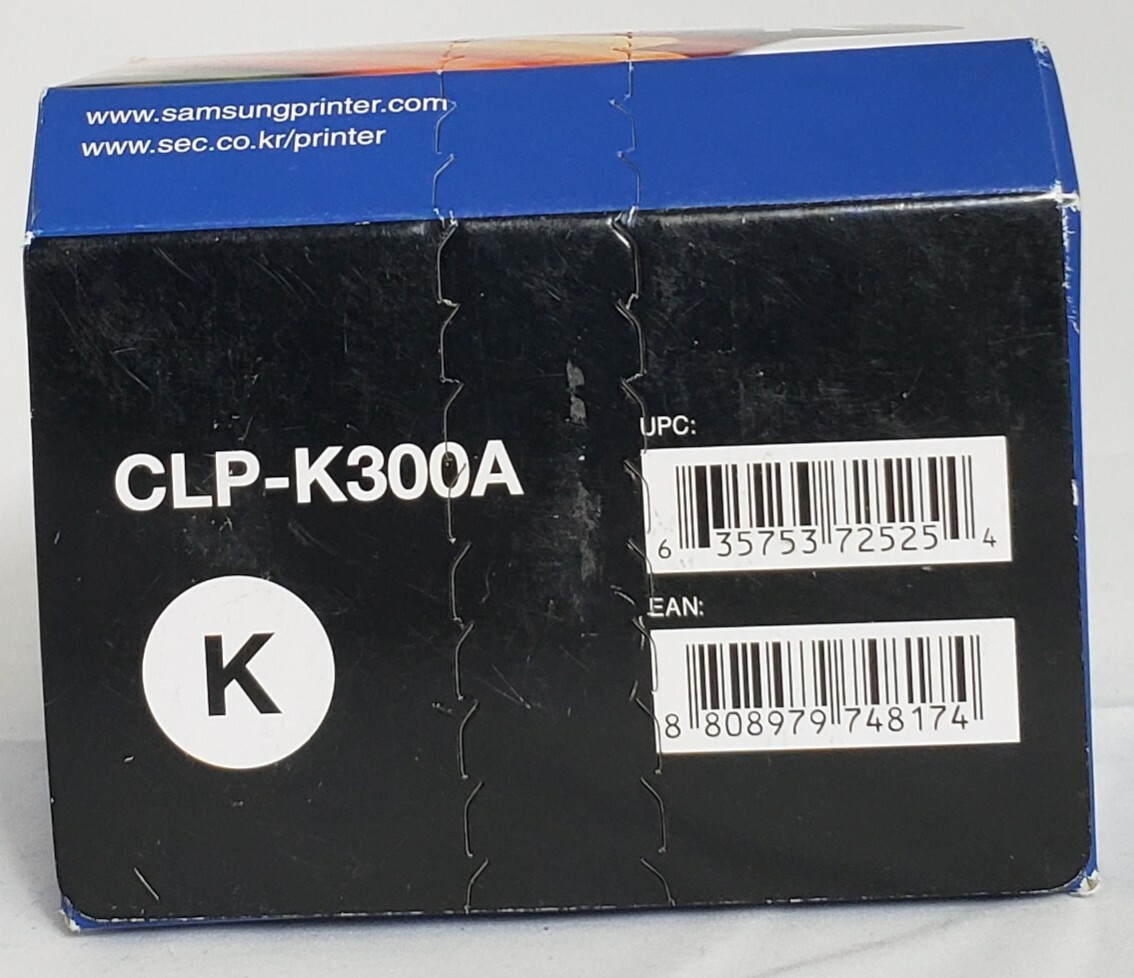 www.samsungprinter.com
www.sec.co.kr/printer
CLP-K300A
K
UPC:
6 35753 72525 4
EAN:
8 808979 748174